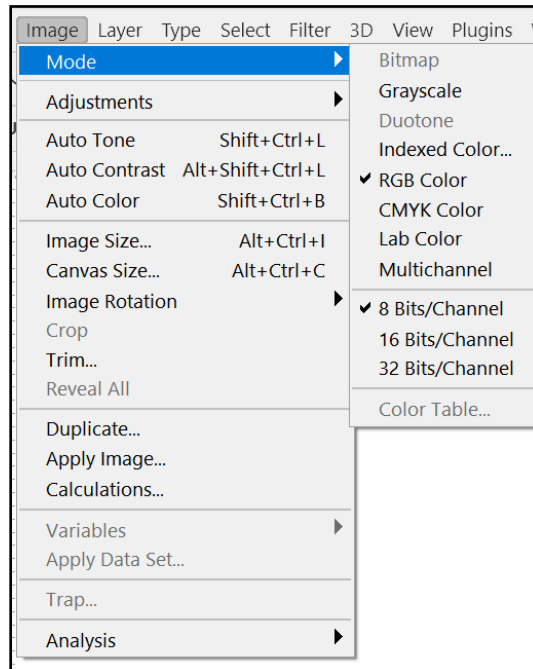 Image Layer Type Select Filter 3D View Plugins
Mode
Adjustments
Auto Tone Shift+Ctrl+L
Auto Contrast Alt+Shift+Ctrl+L
Auto Color Shift+Ctrl+B
Image Size... Alt+Ctrl+I
Canvas Size... Alt+Ctrl+C
Image Rotation
Crop
Trim...
Reveal All
Duplicate...
Apply Image...
Calculations...
Variables
Apply Data Set...
Trap...
Analysis
Bitmap
Grayscale
Duotone
Indexed Color...
RGB Color
CMYK Color
Lab Color
Multichannel
8 Bits/Channel
16 Bits/Channel
32 Bits/Channel
Color Table...